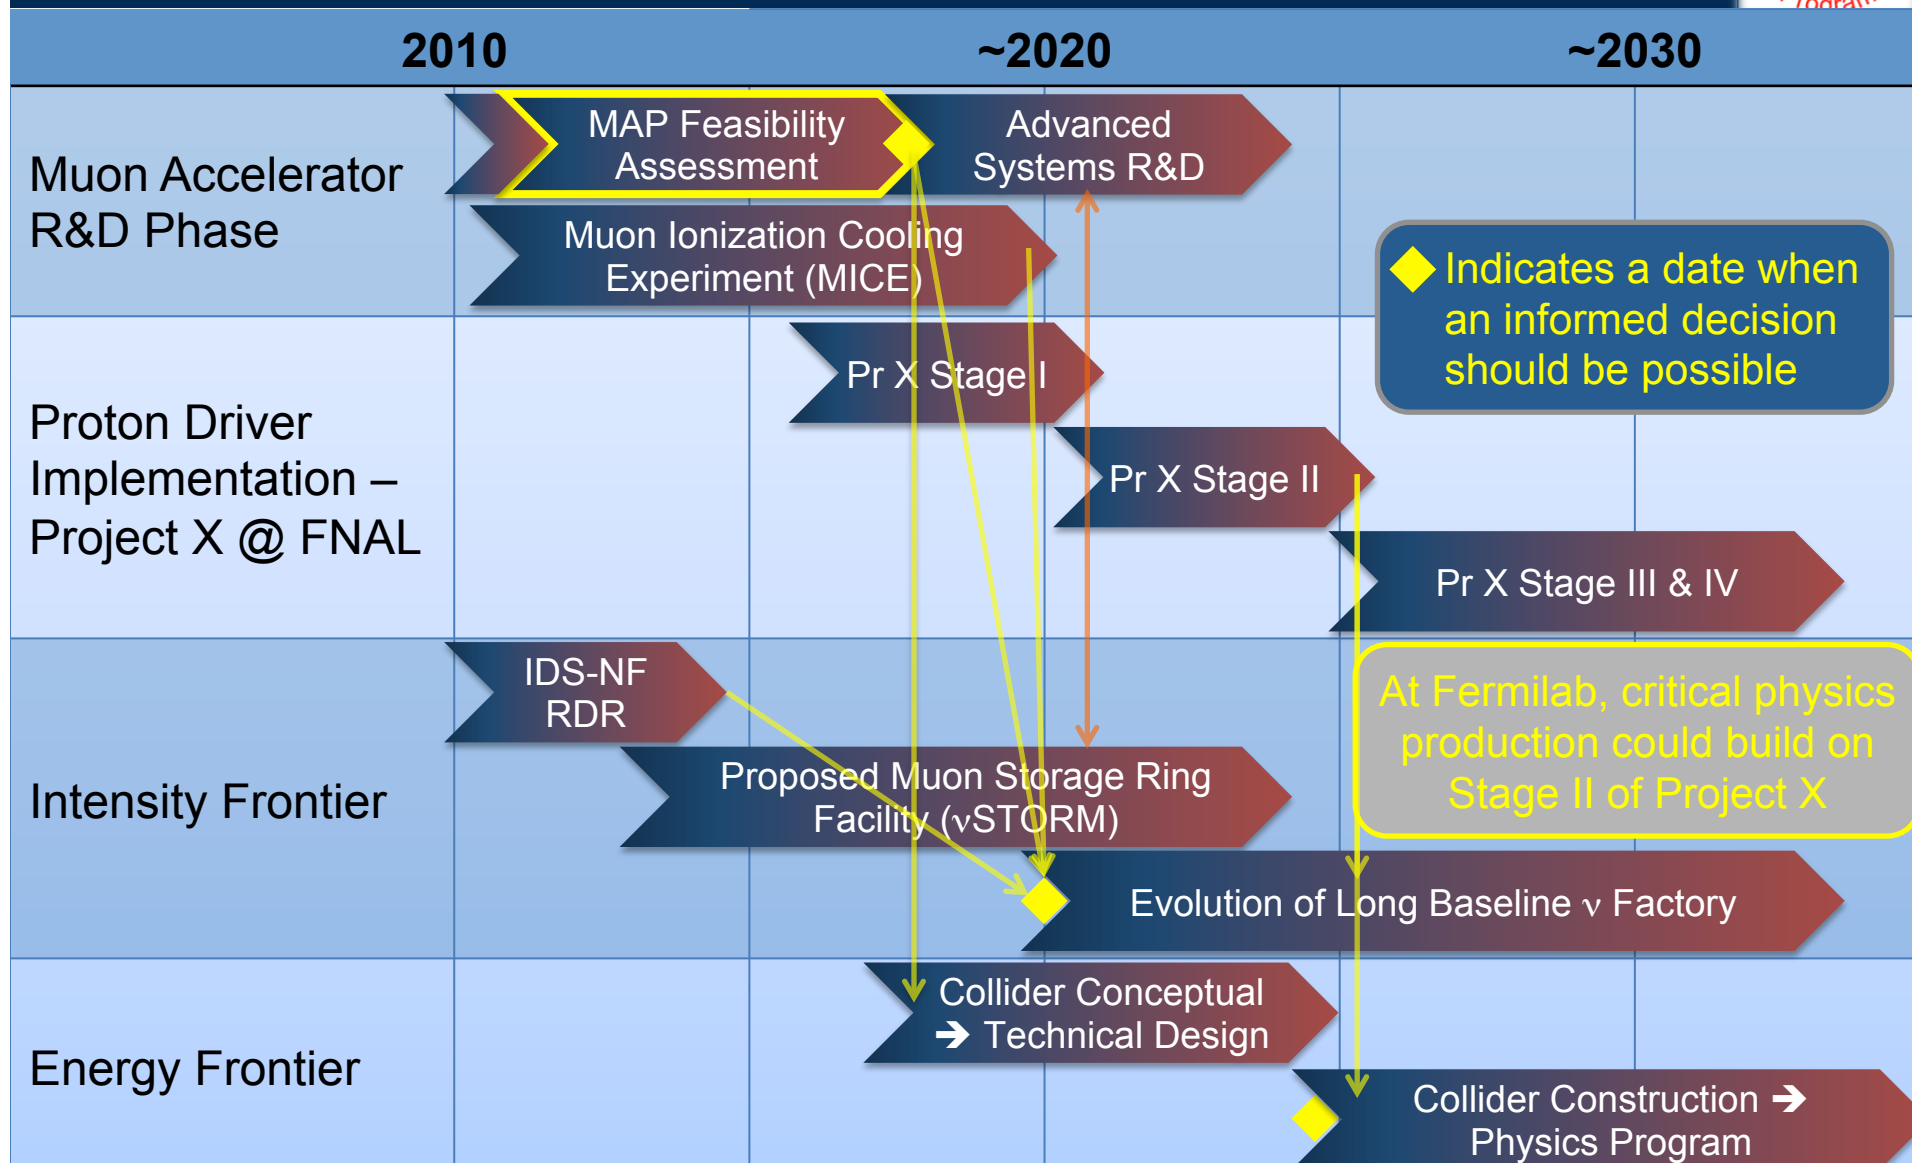 2010 ~2020 ~2030
Muon Accelerator
R&D Phase
MAP Feasibility
Assessment
Advanced
Systems R&D
Muon Ionization Cooling
Experiment (MICE)
Indicates a date when
an informed decision
should be possible
Proton Driver
Implementation –
Project X @ FNAL
Pr X Stage I
Pr X Stage II
Pr X Stage III & IV
Intensity Frontier
IDS-NF
RDR
At Fermilab, critical physics
production could build on
Stage II of Project X
Proposed Muon Storage Ring
Facility (νSTORM)
Evolution of Long Baseline ν Factory
Energy Frontier
Collider Conceptual
➔ Technical Design
Collider Construction ➔
Physics Program